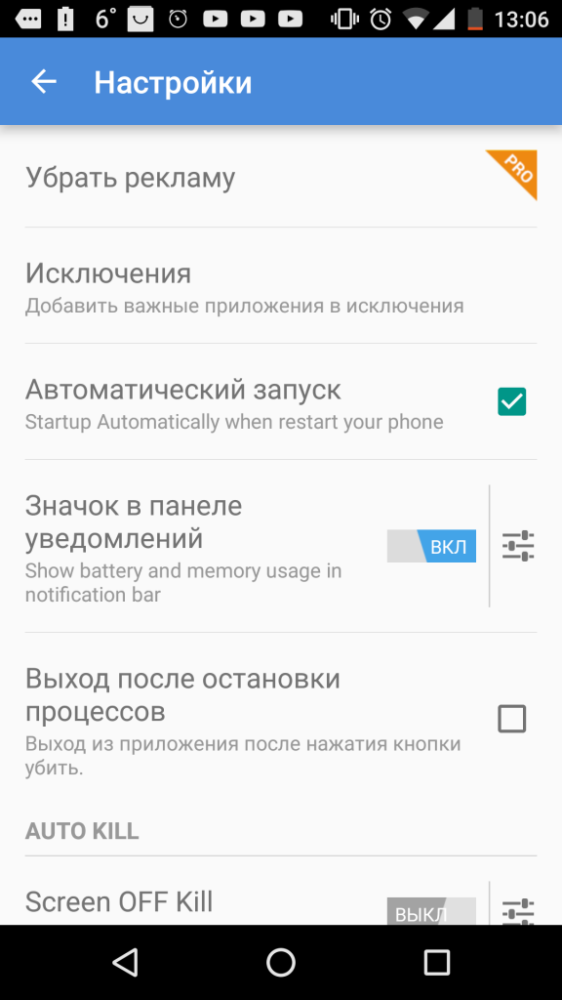 6° 13:06
Настройки
Убрать рекламу PRO
Исключения
Добавить важные приложения в исключения
Автоматический запуск
Startup Automatically when restart your phone
Значок в панеле
уведомлений
ВКЛ
Show battery and memory usage in
notification bar
Выход после остановки
процессов
Выход из приложения после нажатия кнопки
убить.
AUTO KILL
Screen OFF Kill
ВЫКЛ